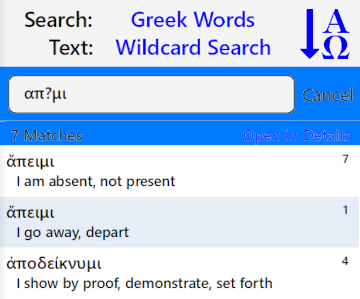 Search: Greek Words
Text: Wildcard Search
Α
Ω
απ?μι
Cancel
7 Matches Open in Details
ἄπειμι 7
I am absent, not present
ἄπειμι 1
I go away, depart
ἀποδείκνυμι 4
I show by proof, demonstrate, set forth